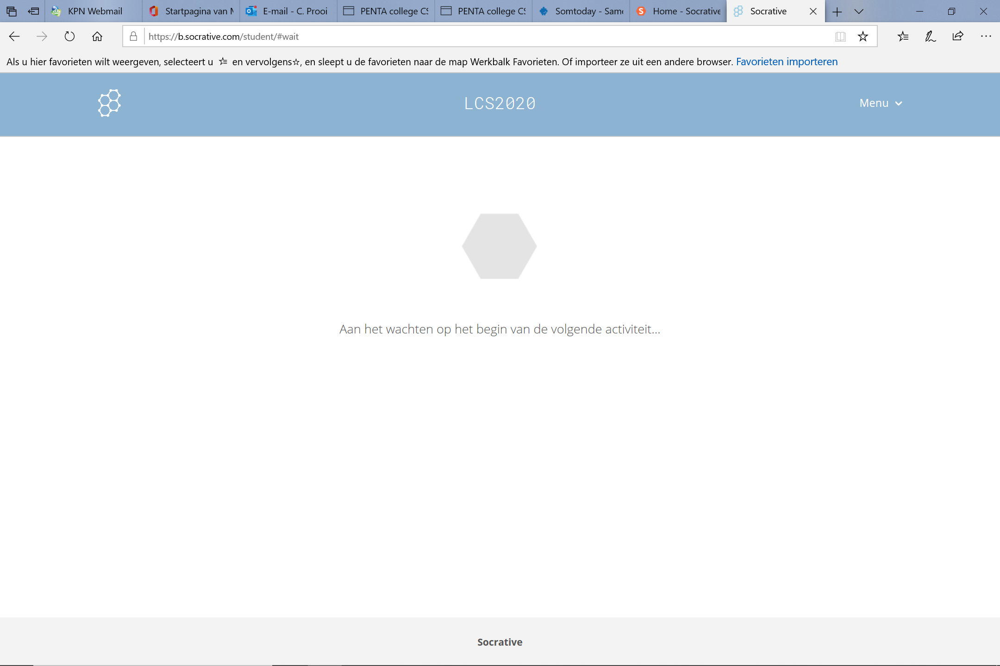 KPN Webmail
Startpagina van
E-mail - C. Prooi
PENTA college CS
PENTA college CS
Somtoday - Same
Home - Socrative
Socrative
https://b.socrative.com/student/#wait
Als u hier favorieten wilt weergeven, selecteert u en vervolgens☆, en sleept u de favorieten naar de map Werkbalk Favorieten. Of importeer ze uit een andere browser. Favorieten importeren
LCS2020
Menu
Aan het wachten op het begin van de volgende activiteit...
Socrative